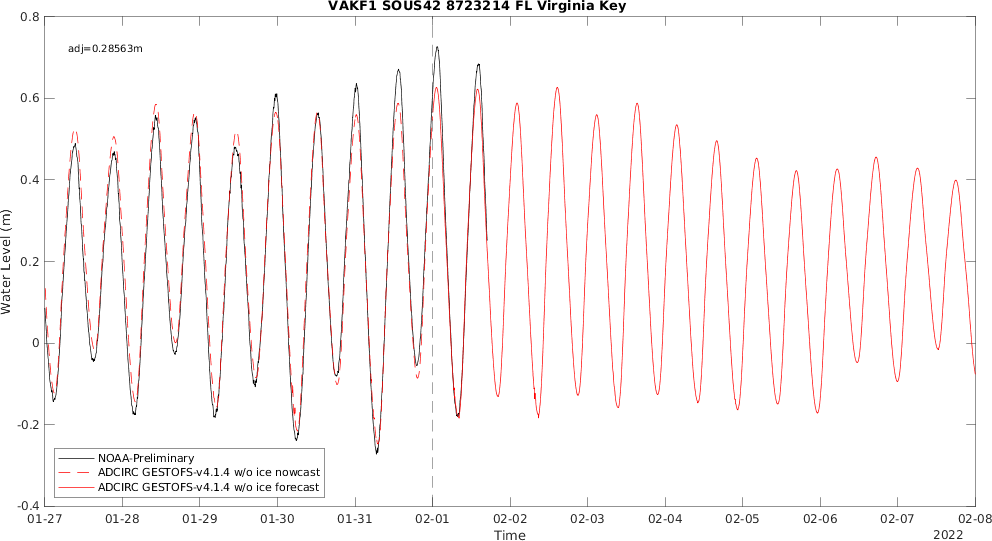 VAKF1 SOUS42 8723214 FL Virginia Key
adj=0.28563m
0.8
0.6
0.4
0.2
0
-0.2
-0.4
Water Level (m)
NOAA-Preliminary
ADCIRC GESTOFS-v4.1.4 w/o ice nowcast
ADCIRC GESTOFS-v4.1.4 w/o ice forecast
01-27 01-28 01-29 01-30 01-31 02-01 02-02 02-03 02-04 02-05 02-06 02-07 02-08
Time
2022